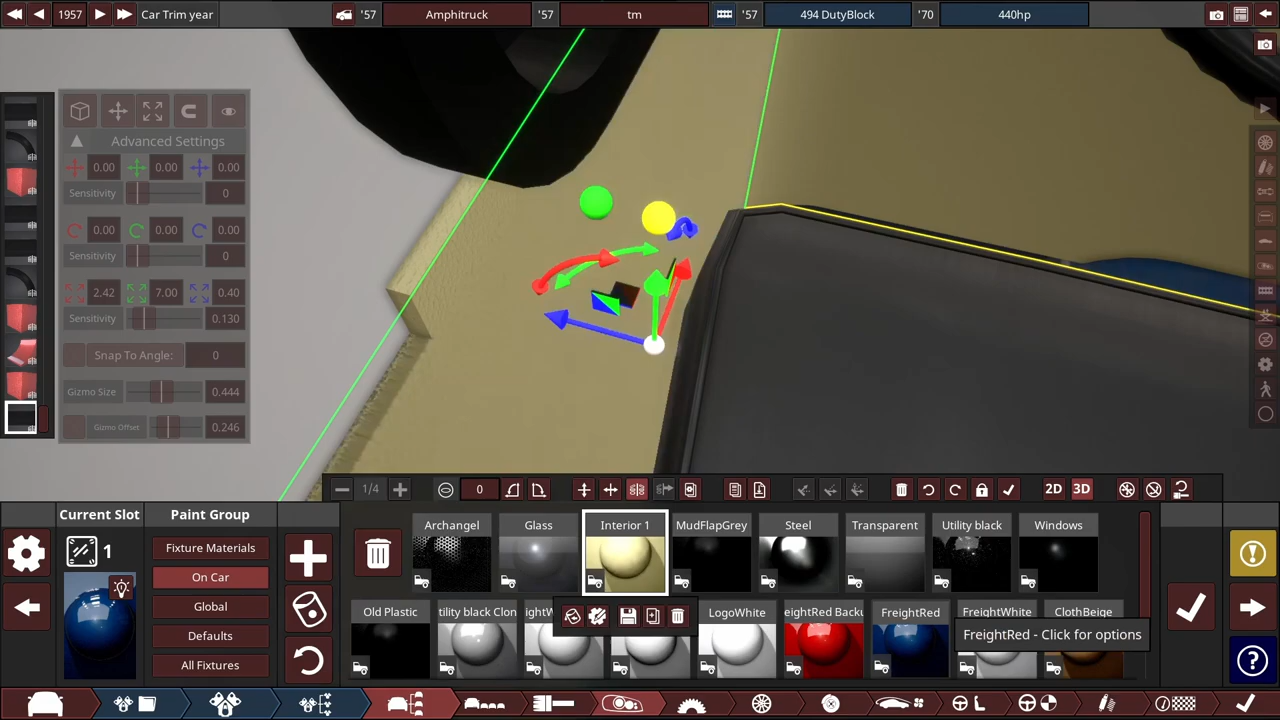 1957 Car Trim year '57 Amphitruck '57 tm '57 494 DutyBlock '70 440hp
Advanced Settings
0.00 0.00 0.00
Sensitivity 0
0.00 0.00 0.00
Sensitivity 0
2.42 7.00 0.40
Sensitivity 0.130
Snap To Angle: 0
Gizmo Size 0.444
Gizmo Offset 0.246
1/4 0 2D 3D
Current Slot Paint Group
1
Fixture Materials
On Car
Global
Defaults
All Fixtures
Archangel Glass Interior 1 MudFlapGrey Steel Transparent Utility black Windows
Old Plastic tility black Clon eightW LogoWhite eightRed Backu FreightRed FreightWhite ClothBeige
FreightRed - Click for options